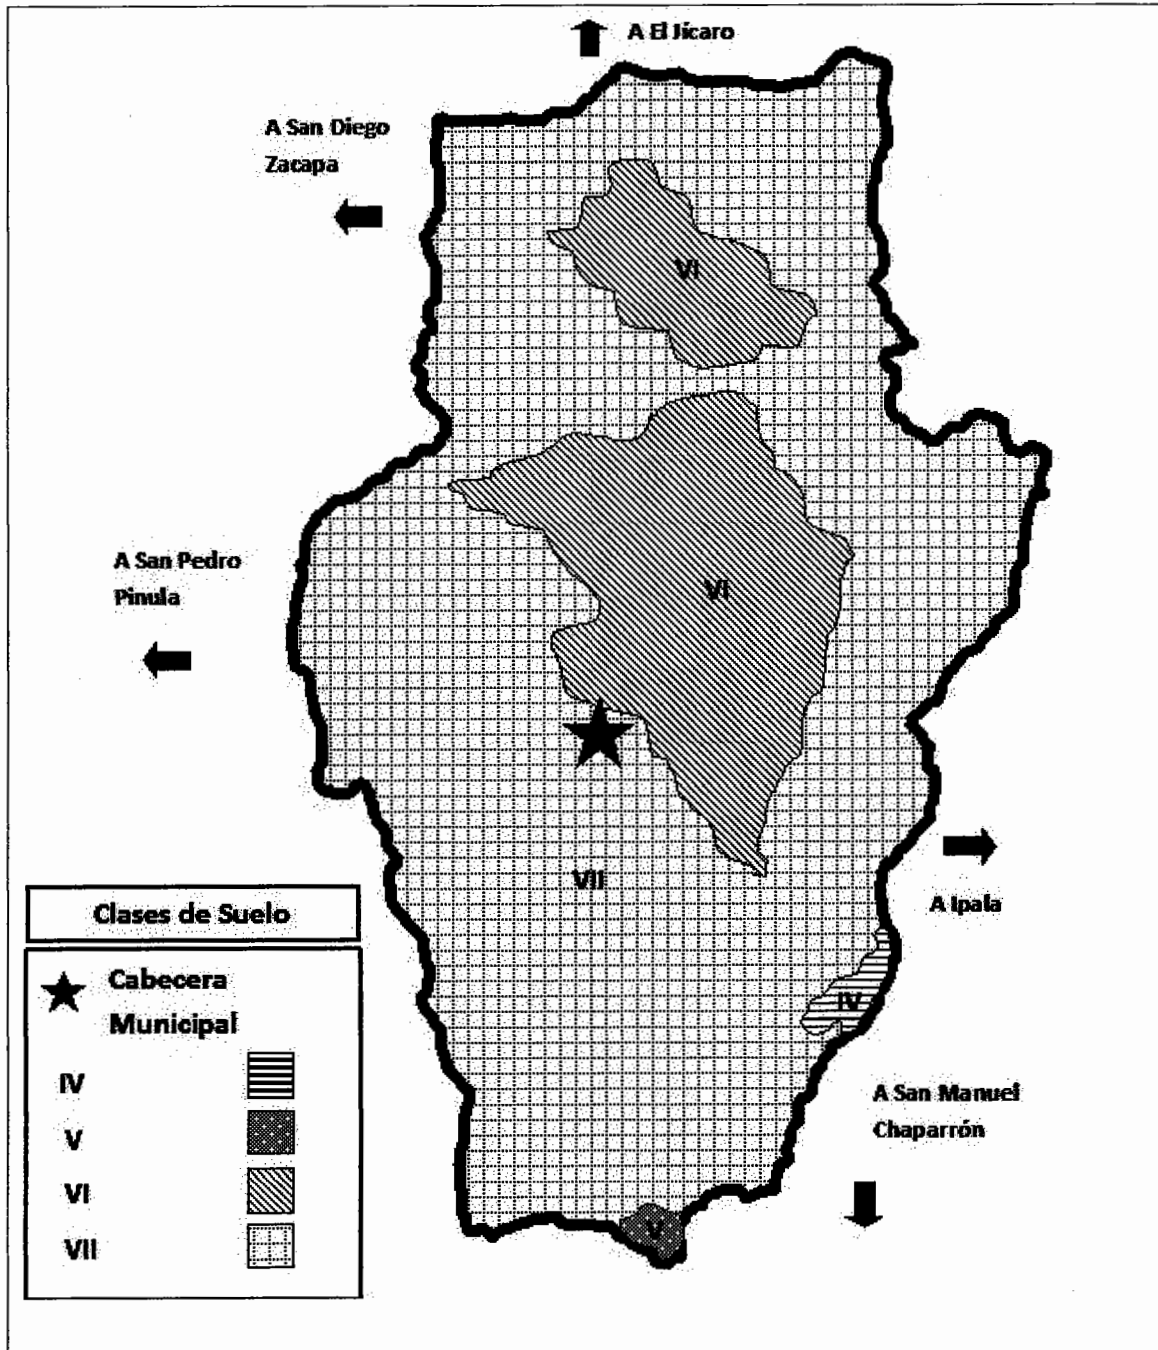 A El Jícaro
A San Diego
Zacapa
VI
A San Pedro
Pinula
VI
VII
A Ipala
IV
A San Manuel
Chaparrón
V
Clases de Suelo
Cabecera
Municipal
IV
V
VI
VII